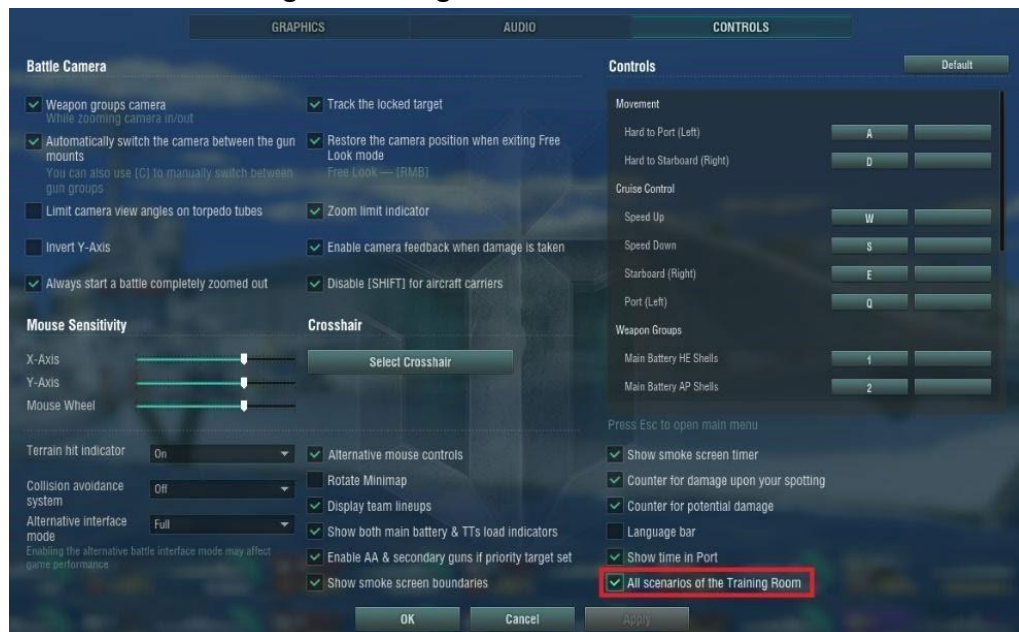 GRAPHICS AUDIO CONTROLS
Battle Camera
Weapon groups camera
While zooming camera in/out
Automatically switch the camera between the gun
mounts
You can also use [C] to manually switch between
gun groups
Limit camera view angles on torpedo tubes
Invert Y-Axis
Always start a battle completely zoomed out
Track the locked target
Restore the camera position when exiting Free
Look mode
Free Look — [RMB]
Zoom limit indicator
Enable camera feedback when damage is taken
Disable [SHIFT] for aircraft carriers
Mouse Sensitivity
X-Axis
Y-Axis
Mouse Wheel
Crosshair
Select Crosshair
Terrain hit indicator On
Collision avoidance
system
Off
Alternative interface
mode
Full
Enabling the alternative battle interface mode may affect
game performance
Alternative mouse controls
Rotate Minimap
Display team lineups
Show both main battery & TTs load indicators
Enable AA & secondary guns if priority target set
Show smoke screen boundaries
Controls Default
Movement
Hard to Port (Left) A
Hard to Starboard (Right) D
Cruise Control
Speed Up W
Speed Down S
Starboard (Right) E
Port (Left) Q
Weapon Groups
Main Battery HE Shells 1
Main Battery AP Shells 2
Press Esc to open main menu
Show smoke screen timer
Counter for damage upon your spotting
Counter for potential damage
Language bar
Show time in Port
All scenarios of the Training Room
OK Cancel Apply